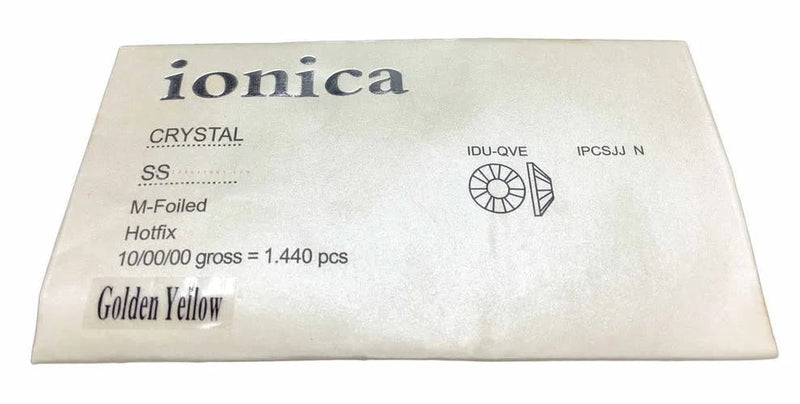 ionica
CRYSTAL
SS
M-Foiled
Hotfix
10/00/00 gross = 1.440 pcs
Golden Yellow
IDU-QVE IPCSJJ N